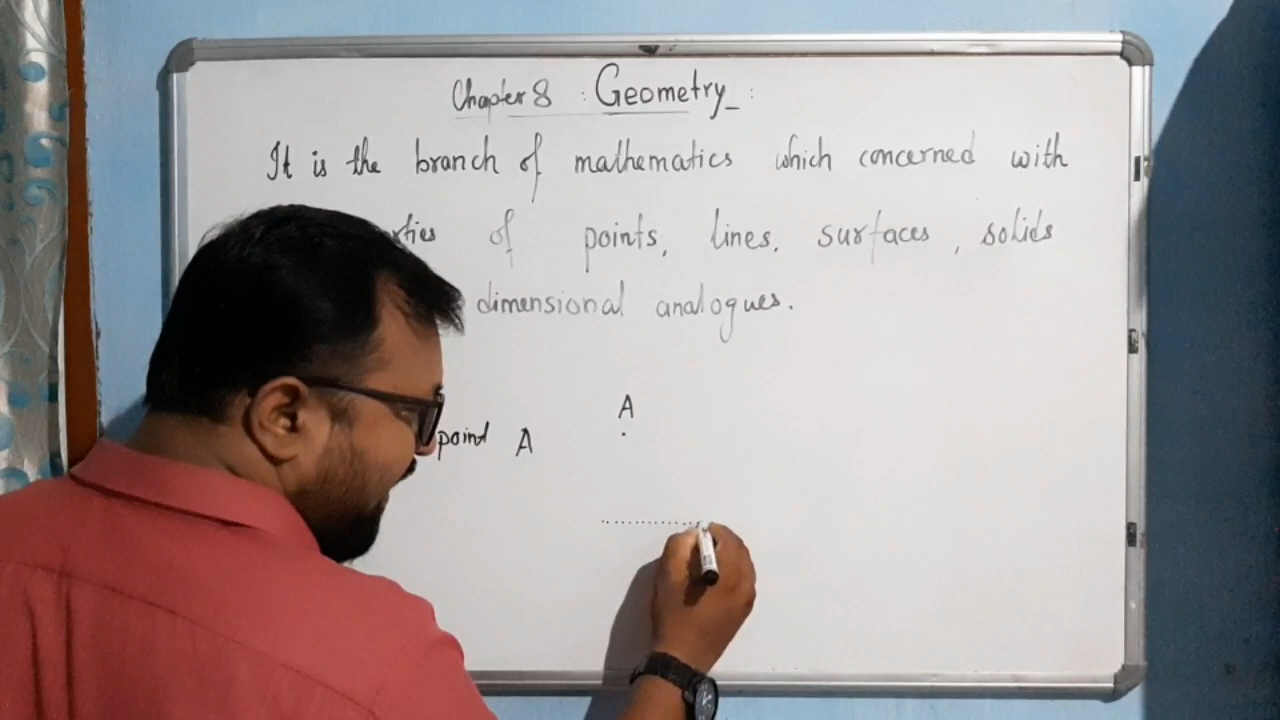 Chapter 8 : Geometry_ :
It is the branch of mathematics which concerned with
of points, lines, surfaces, solids
dimensional analogues.
A
point A